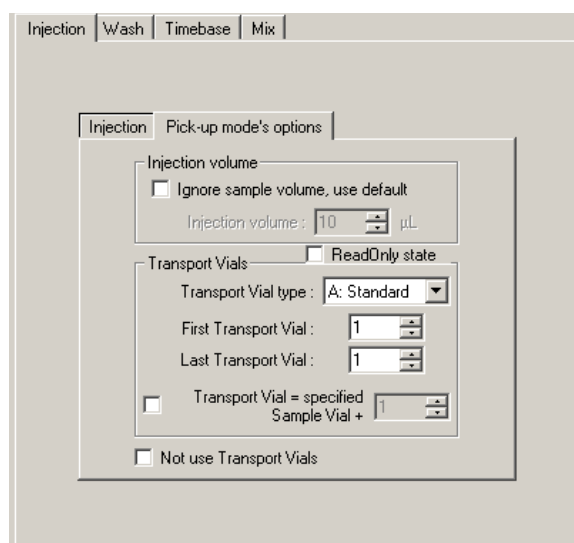 Injection Wash Timebase Mix
Injection Pick-up mode's options
Injection volume
Ignore sample volume, use default
Injection volume : 10 µL
ReadOnly state
Transport Vials
Transport Vial type : A: Standard
First Transport Vial : 1
Last Transport Vial : 1
Transport Vial = specified
Sample Vial + 1
Not use Transport Vials